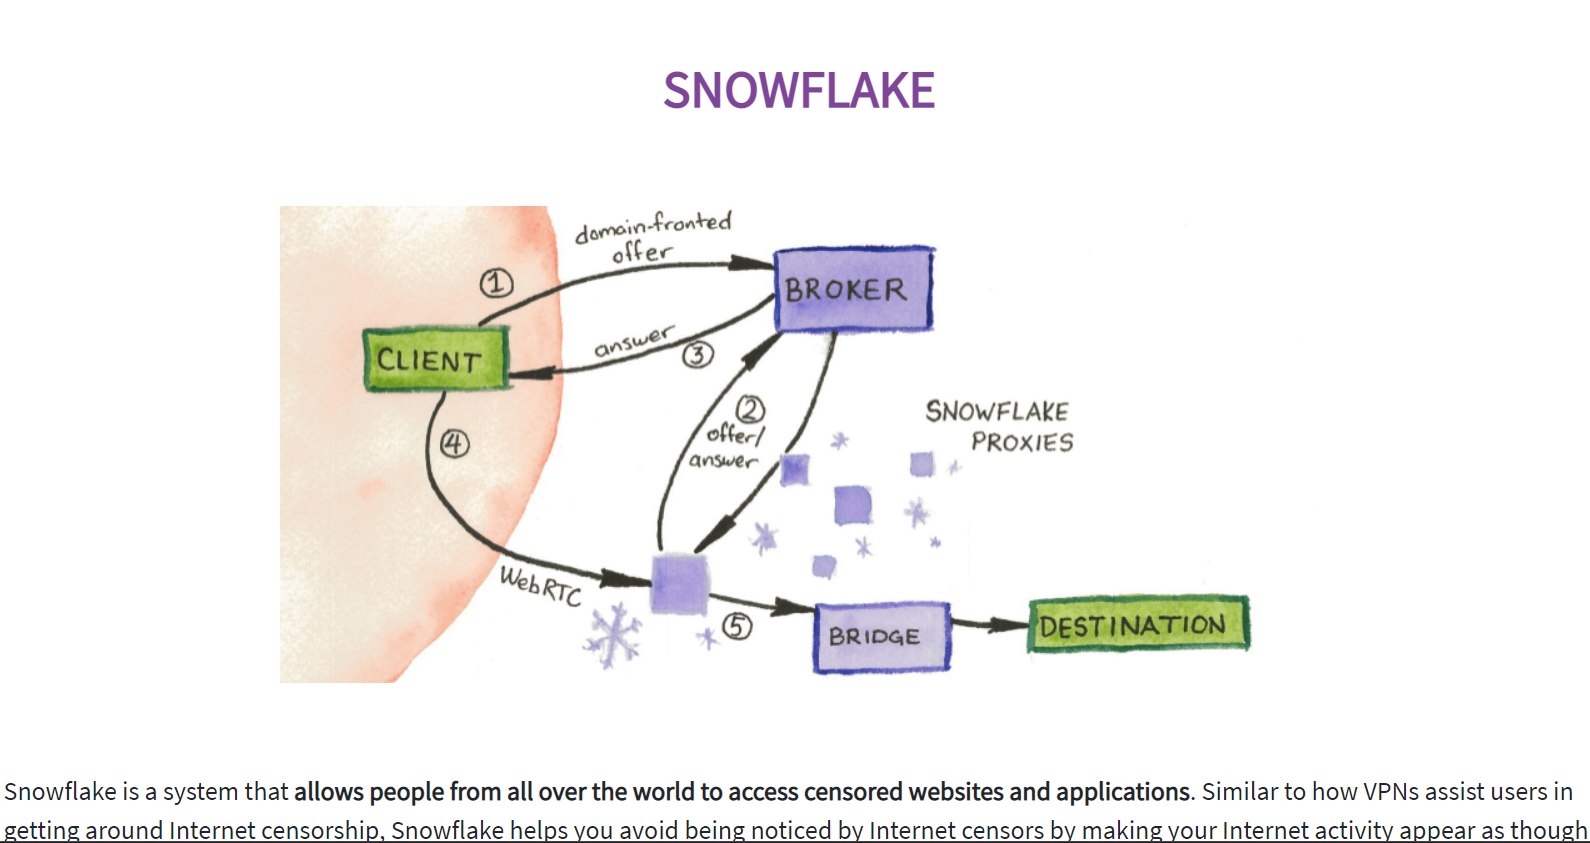 SNOWFLAKE
domain-fronted
offer
①
BROKER
answer
③
CLIENT
②
offer/
answer
④
SNOWFLAKE
PROXIES
WebRTC
⑤
BRIDGE
DESTINATION
Snowflake is a system that allows people from all over the world to access censored websites and applications. Similar to how VPNs assist users in
getting around Internet censorship, Snowflake helps you avoid being noticed by Internet censors by making your Internet activity appear as though